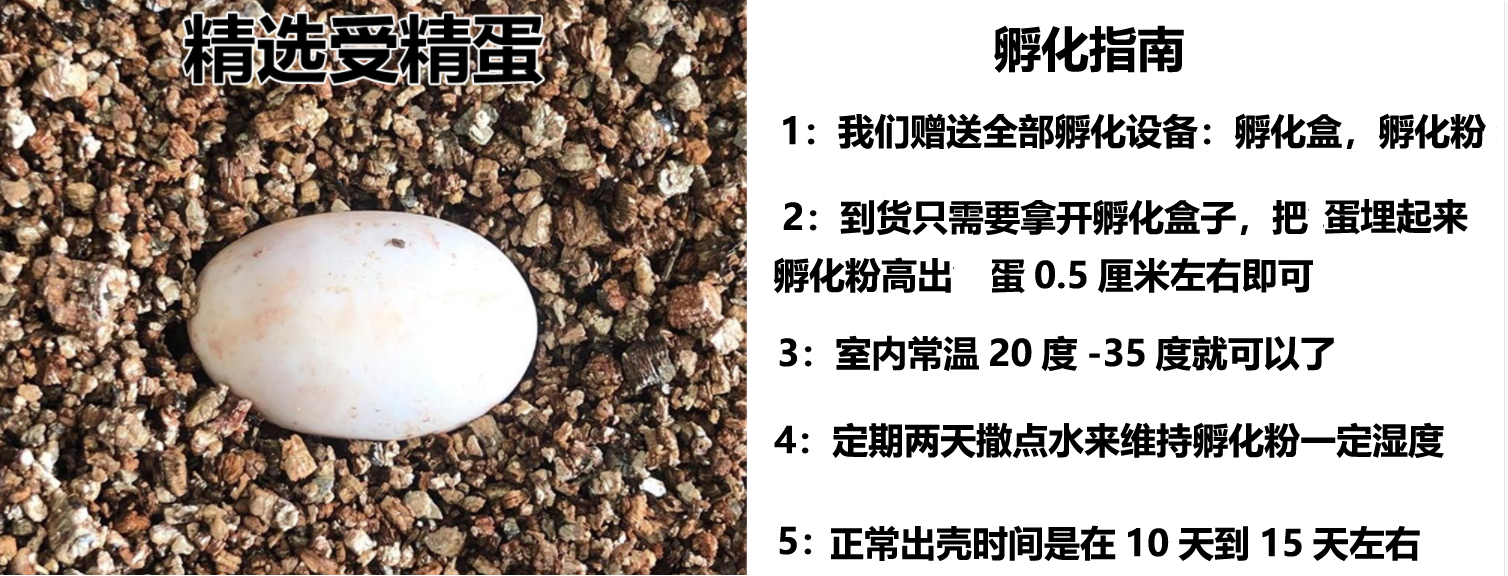 精选受精蛋
孵化指南
1：我们赠送全部孵化设备：孵化盒，孵化粉
2：到货只需要拿开孵化盒子，把 蛋埋起来
孵化粉高出 蛋 0.5 厘米左右即可
3：室内常温 20 度 -35 度就可以了
4：定期两天撒点水来维持孵化粉一定湿度
5：正常出壳时间是在 10 天到 15 天左右